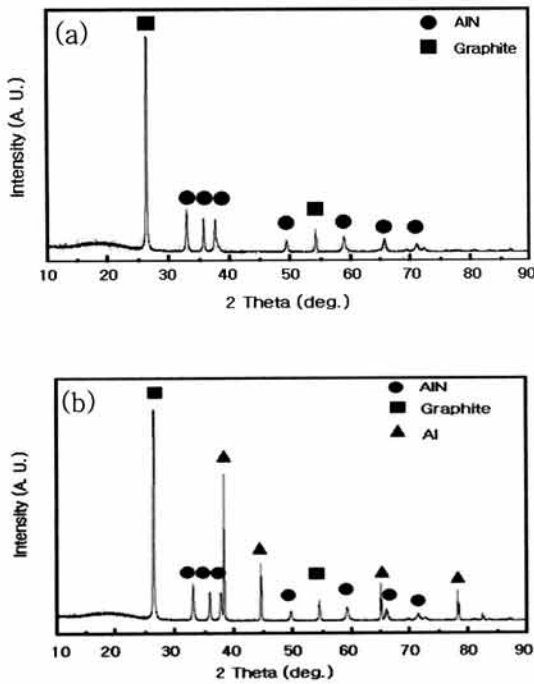 (a)
AlN
Graphite
Intensity (A. U.)
10 20 30 40 50 60 70 80 90
2 Theta (deg.)
(b)
AlN
Graphite
Al
Intensity (A. U.)
10 20 30 40 50 60 70 80 90
2 Theta (deg.)